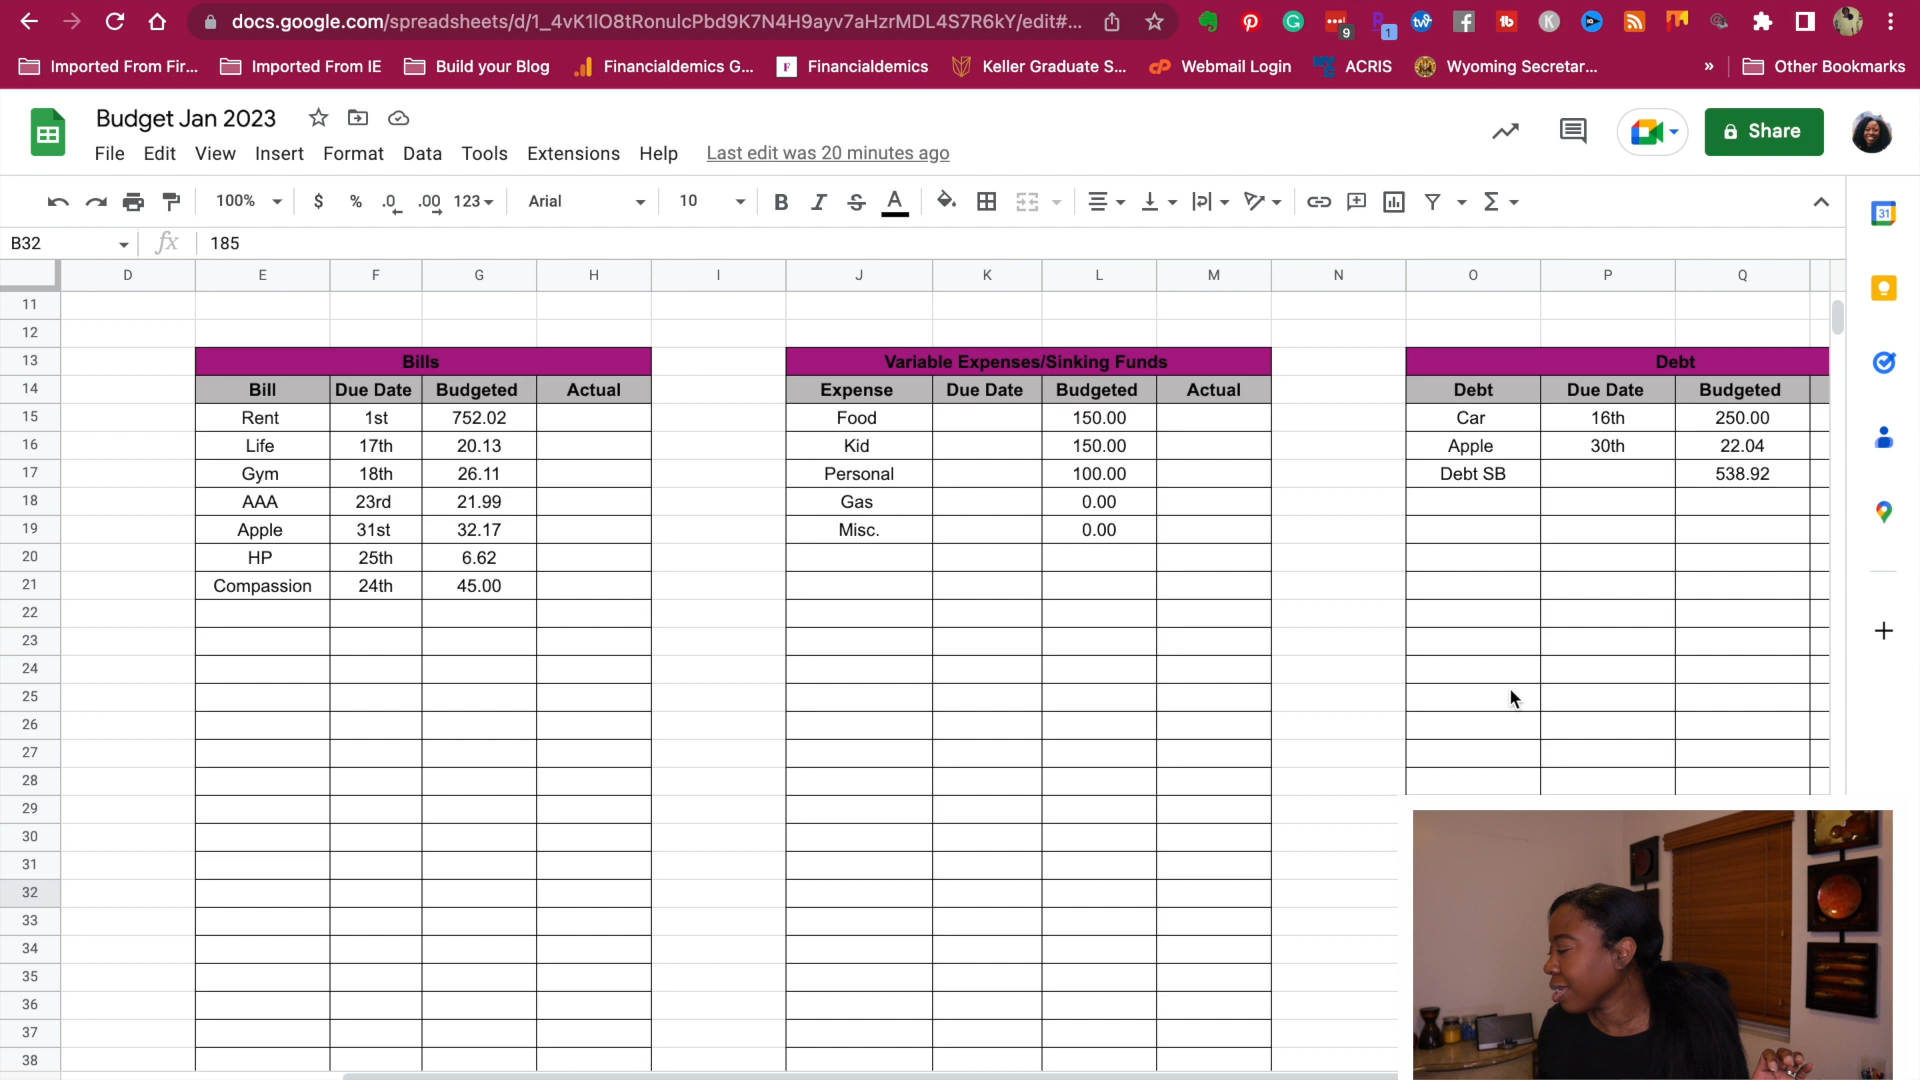 docs.google.com/spreadsheets/d/1_4vK1lO8tRonulcPbd9K7N4H9ayv7aHzrMDL4S7R6kY/edit#...
9
1
Imported From Fir... Imported From IE Build your Blog Financialdemics G... Financialdemics Keller Graduate S... Webmail Login ACRIS Wyoming Secretar... » Other Bookmarks
Budget Jan 2023
Share
File Edit View Insert Format Data Tools Extensions Help Last edit was 20 minutes ago
100% $ % .0 .00 123 Arial 10 B I S A Σ
31
B32 fx 185
D E F G H I J K L M N O P Q
11
12
13 Bills Variable Expenses/Sinking Funds Debt
14 Bill Due Date Budgeted Actual Expense Due Date Budgeted Actual Debt Due Date Budgeted
15 Rent 1st 752.02 Food 150.00 Car 16th 250.00
16 Life 17th 20.13 Kid 150.00 Apple 30th 22.04
17 Gym 18th 26.11 Personal 100.00 Debt SB 538.92
18 AAA 23rd 21.99 Gas 0.00
19 Apple 31st 32.17 Misc. 0.00
20 HP 25th 6.62
21 Compassion 24th 45.00
22
23
24
25
26
27
28
29
30
31
32
33
34
35
36
37
38